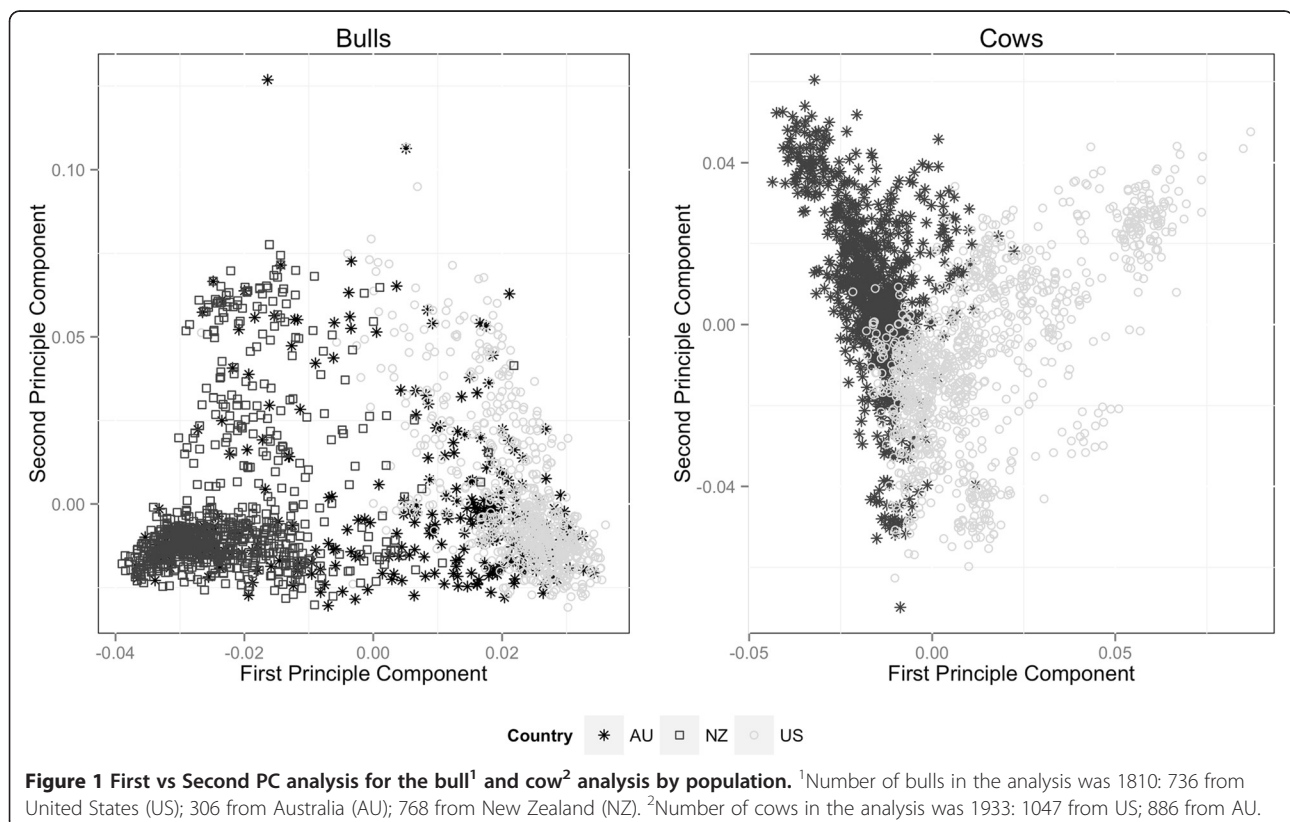 Bulls
Cows
Second Principle Component
0.10
0.05
0.00
-0.04
-0.02
0.00
0.02
First Principle Component
Second Principle Component
0.04
0.00
-0.04
-0.05
0.00
0.05
First Principle Component
Country AU NZ US
Figure 1 First vs Second PC analysis for the bull¹ and cow² analysis by population. ¹Number of bulls in the analysis was 1810: 736 from
United States (US); 306 from Australia (AU); 768 from New Zealand (NZ). ²Number of cows in the analysis was 1933: 1047 from US; 886 from AU.